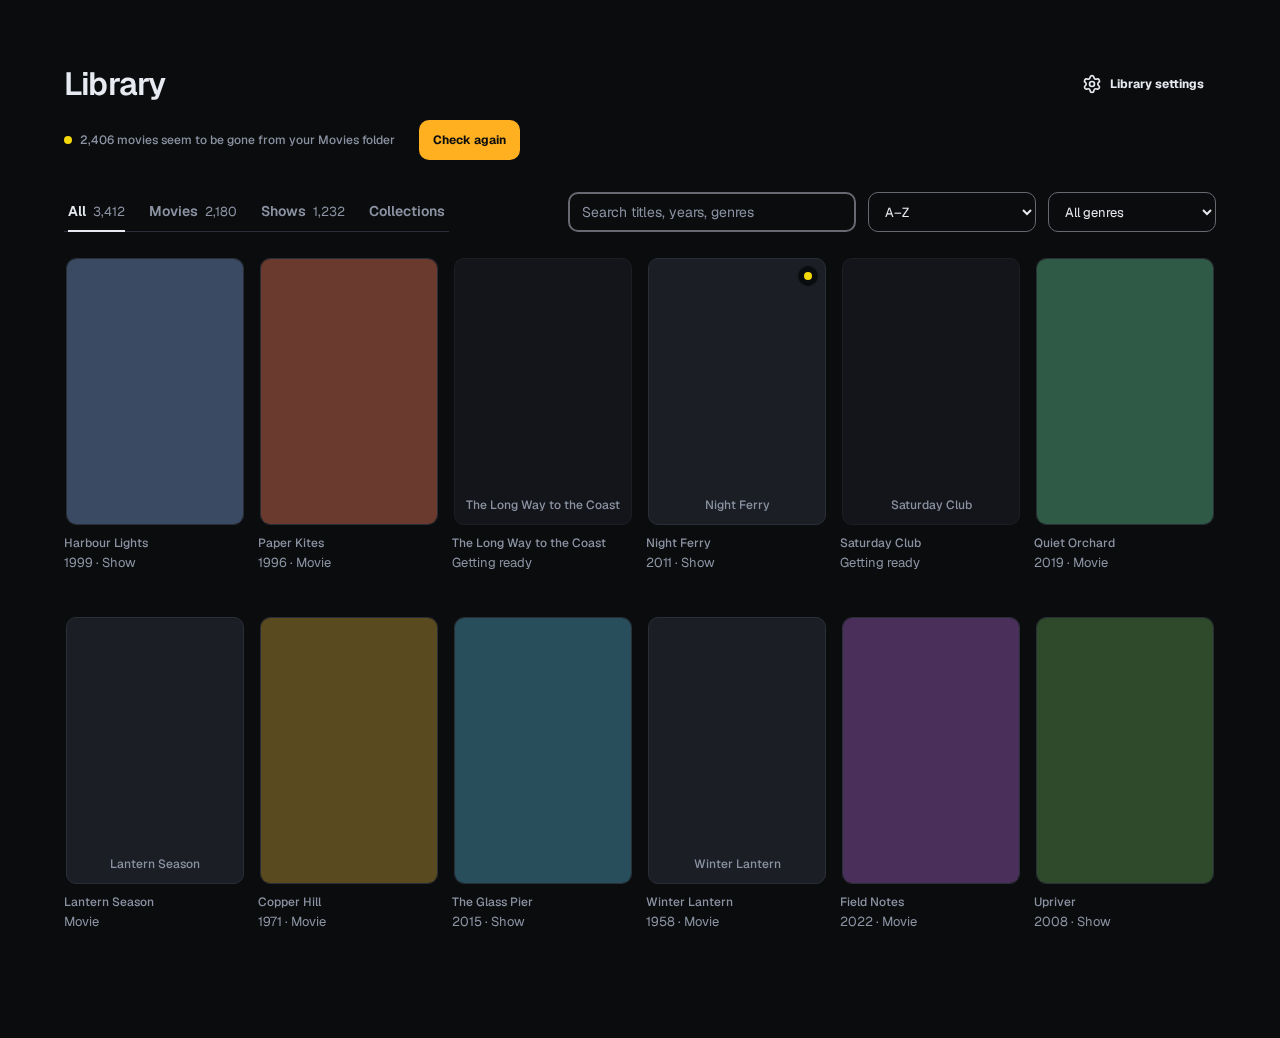 Library
Library settings
2,406 movies seem to be gone from your Movies folder
Check again
All 3,412
Movies 2,180
Shows 1,232
Collections
Search titles, years, genres
A–Z
All genres
The Long Way to the Coast
Night Ferry
Saturday Club
Harbour Lights
1999 · Show
Paper Kites
1996 · Movie
The Long Way to the Coast
Getting ready
Night Ferry
2011 · Show
Saturday Club
Getting ready
Quiet Orchard
2019 · Movie
Lantern Season
Winter Lantern
Lantern Season
Movie
Copper Hill
1971 · Movie
The Glass Pier
2015 · Show
Winter Lantern
1958 · Movie
Field Notes
2022 · Movie
Upriver
2008 · Show